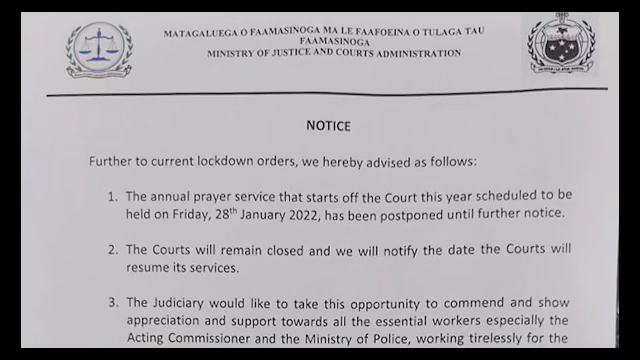 MATAGALUEGA O FAAMASINOGA MA LE FAAFOEINA O TULAGA TAU
FAAMASINOGA
MINISTRY OF JUSTICE AND COURTS ADMINISTRATION
NOTICE
Further to current lockdown orders, we hereby advised as follows:
1. The annual prayer service that starts off the Court this year scheduled to be
held on Friday, 28th January 2022, has been postponed until further notice.
2. The Courts will remain closed and we will notify the date the Courts will
resume its services.
3. The Judiciary would like to take this opportunity to commend and show
appreciation and support towards all the essential workers especially the
Acting Commissioner and the Ministry of Police, working tirelessly for the